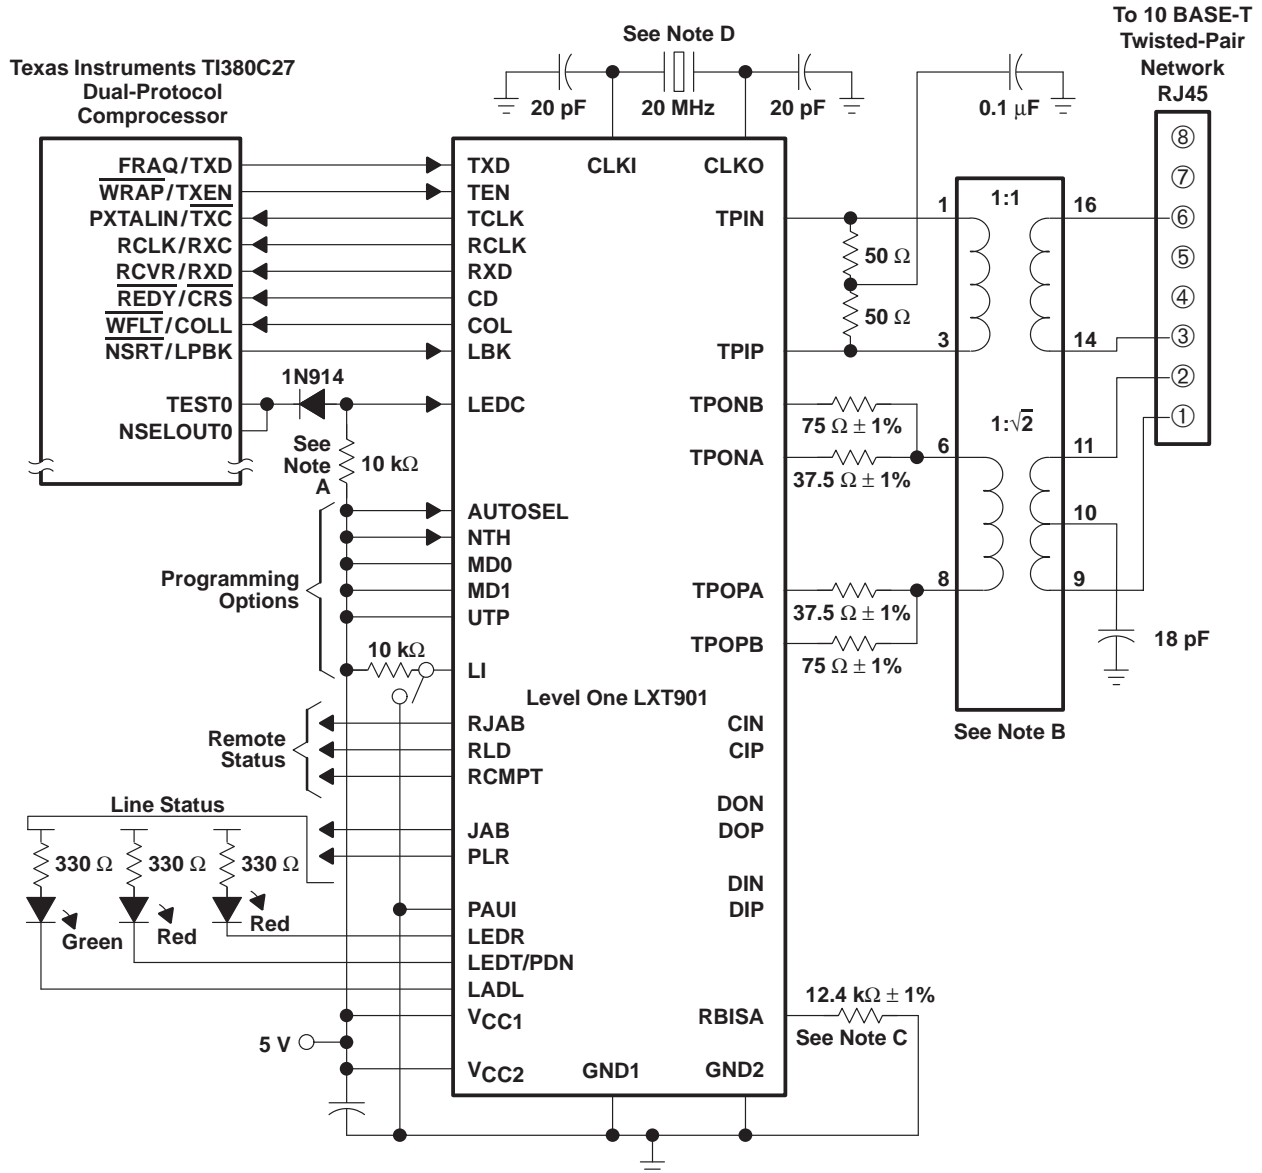 To 10 BASE-T
Twisted-Pair
Network
RJ45
See Note D
Texas Instruments TI380C27
Dual-Protocol
Comprocessor
20 pF
20 MHz
20 pF
0.1 μF
FRAQ/TXD
WRAP/TXEN
PXTALIN/TXC
RCLK/RXC
RCVR/RXD
REDY/CRS
WFLT/COLL
NSRT/LPBK
TEST0
NSELOUT0
1N914
See
Note
A
10 kΩ
Programming
Options
10 kΩ
Remote
Status
Line Status
330 Ω
330 Ω
330 Ω
Green
Red
Red
5 V
TXD
TEN
TCLK
RCLK
RXD
CD
COL
LBK
LEDC
AUTOSEL
NTH
MD0
MD1
UTP
LI
Level One LXT901
RJAB
RLD
RCMPT
JAB
PLR
PAUI
LEDR
LEDT/PDN
LADL
VCC1
VCC2
CLKI
CLKO
TPIN
TPIP
TPONB
TPONA
TPOPA
TPOPB
CIN
CIP
DON
DOP
DIN
DIP
RBISA
GND1
GND2
50 Ω
50 Ω
75 Ω ± 1%
37.5 Ω ± 1%
37.5 Ω ± 1%
75 Ω ± 1%
12.4 kΩ ± 1%
See Note C
1:1
1
16
3
14
1:√2
6
11
10
8
9
See Note B
18 pF
⑧
⑦
⑥
⑤
④
③
②
①